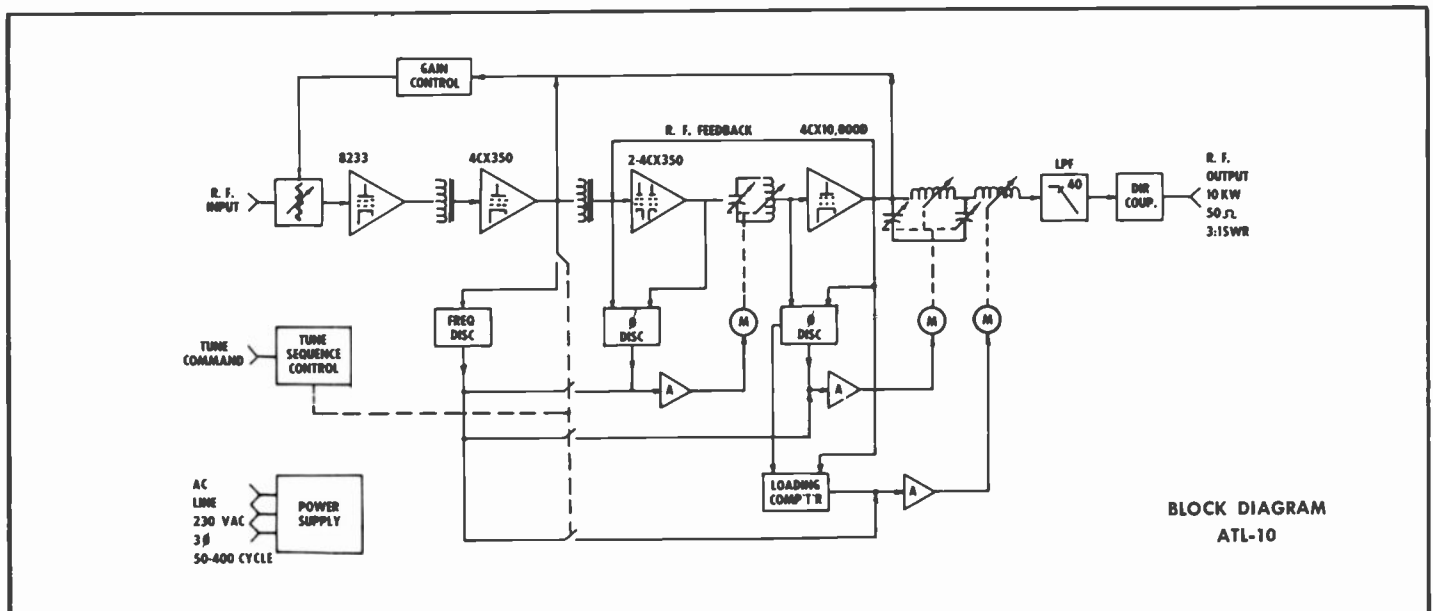 GAIN
CONTROL
R. F. FEEDBACK
4CX10,000D
8233
4CX350
2-4CX350
R. F.
INPUT
LPF
40
DIR
COUP.
R. F.
OUTPUT
10 KW
50 Ω
3:1SWR
FREQ
DISC
Ø
DISC
M
Ø
DISC
M
M
TUNE
COMMAND
TUNE
SEQUENCE
CONTROL
A
A
AC
LINE
230 VAC
3Ø
50-400 CYCLE
POWER
SUPPLY
LOADING
COMP'T'R
A
BLOCK DIAGRAM
ATL-10